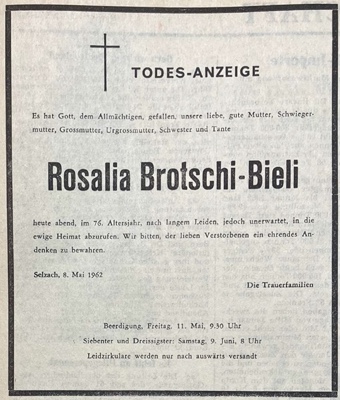 TODES-ANZEIGE
Es hat Gott, dem Allmächtigen, gefallen, unsere liebe, gute Mutter, Schwieger-
mutter, Grossmutter, Urgrossmutter, Schwester und Tante
Rosalia Brotschi-Bieli
heute abend, im 76. Altersjahr, nach langem Leiden, jedoch unerwartet, in die
ewige Heimat abzurufen. Wir bitten, der lieben Verstorbenen ein ehrendes An-
denken zu bewahren.
Selzach, 8. Mai 1962
Die Trauerfamilien
Beerdigung, Freitag, 11. Mai, 9.30 Uhr
Siebenter und Dreissigster: Samstag, 9. Juni, 8 Uhr
Leidzirkulare werden nur nach auswärts versandt